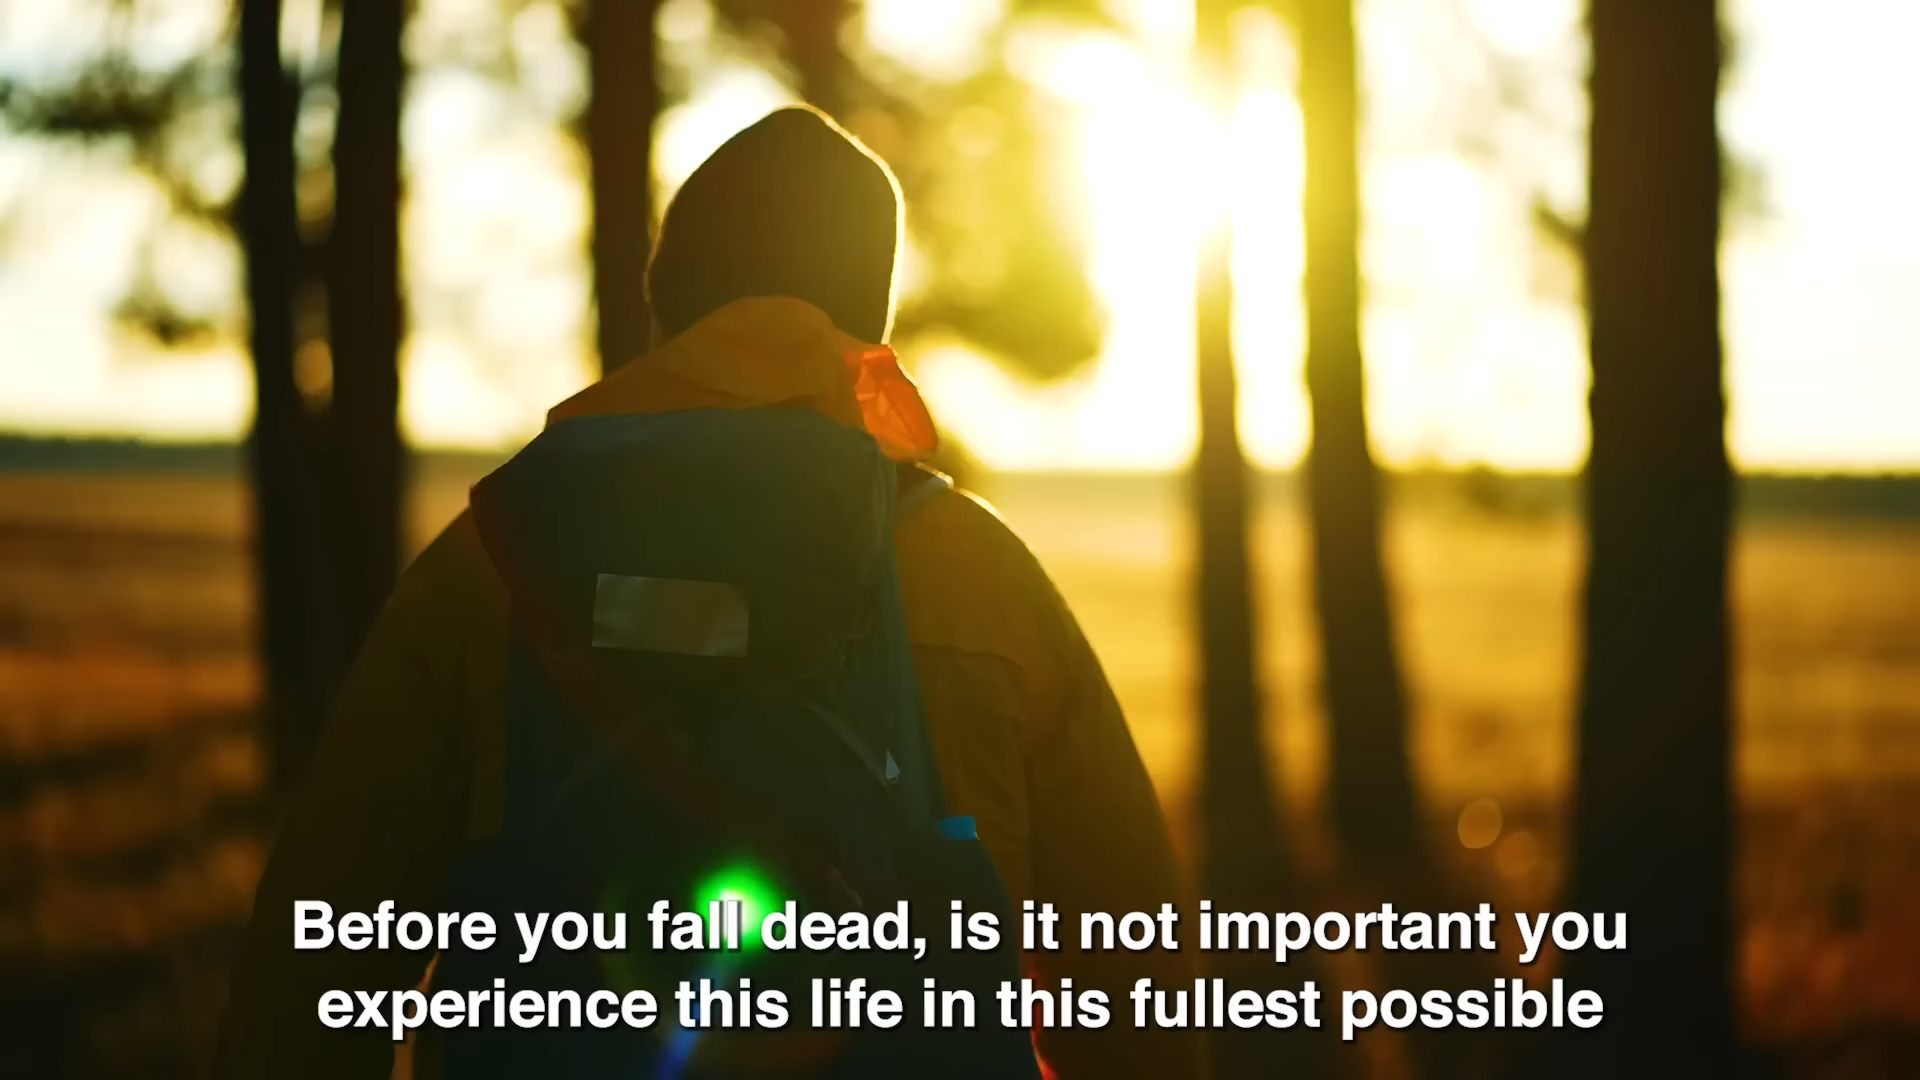 Before you fall dead, is it not important you
experience this life in this fullest possible